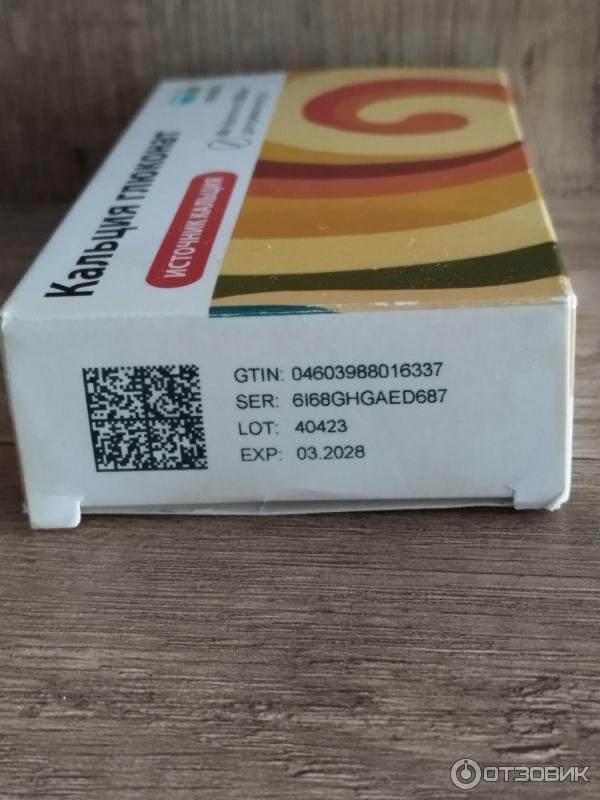 Кальция глюконат
ИСТОЧНИК КАЛЬЦИЯ
GTIN: 04603988016337
SER: 6I68GHGAED687
LOT: 40423
EXP: 03.2028
ОТЗОВИК